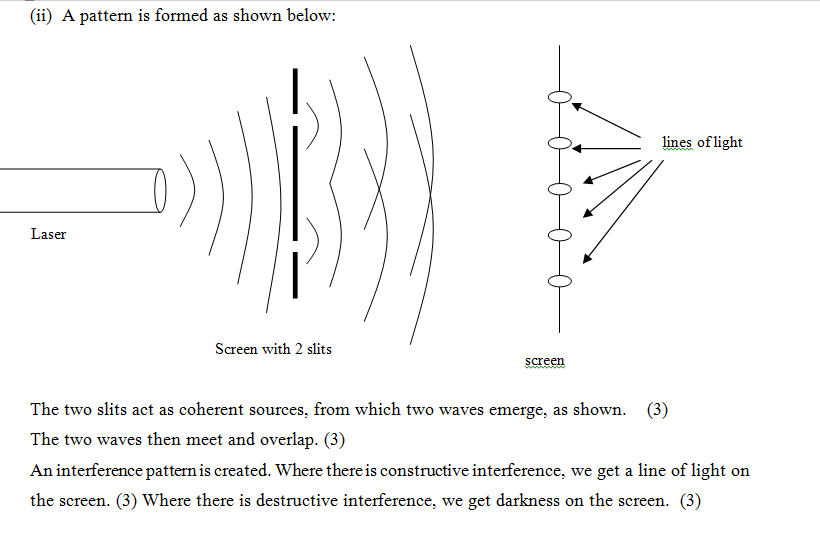 (ii) A pattern is formed as shown below:
lines of light
Laser
Screen with 2 slits
screen
The two slits act as coherent sources, from which two waves emerge, as shown. (3)
The two waves then meet and overlap. (3)
An interference pattern is created. Where there is constructive interference, we get a line of light on
the screen. (3) Where there is destructive interference, we get darkness on the screen. (3)